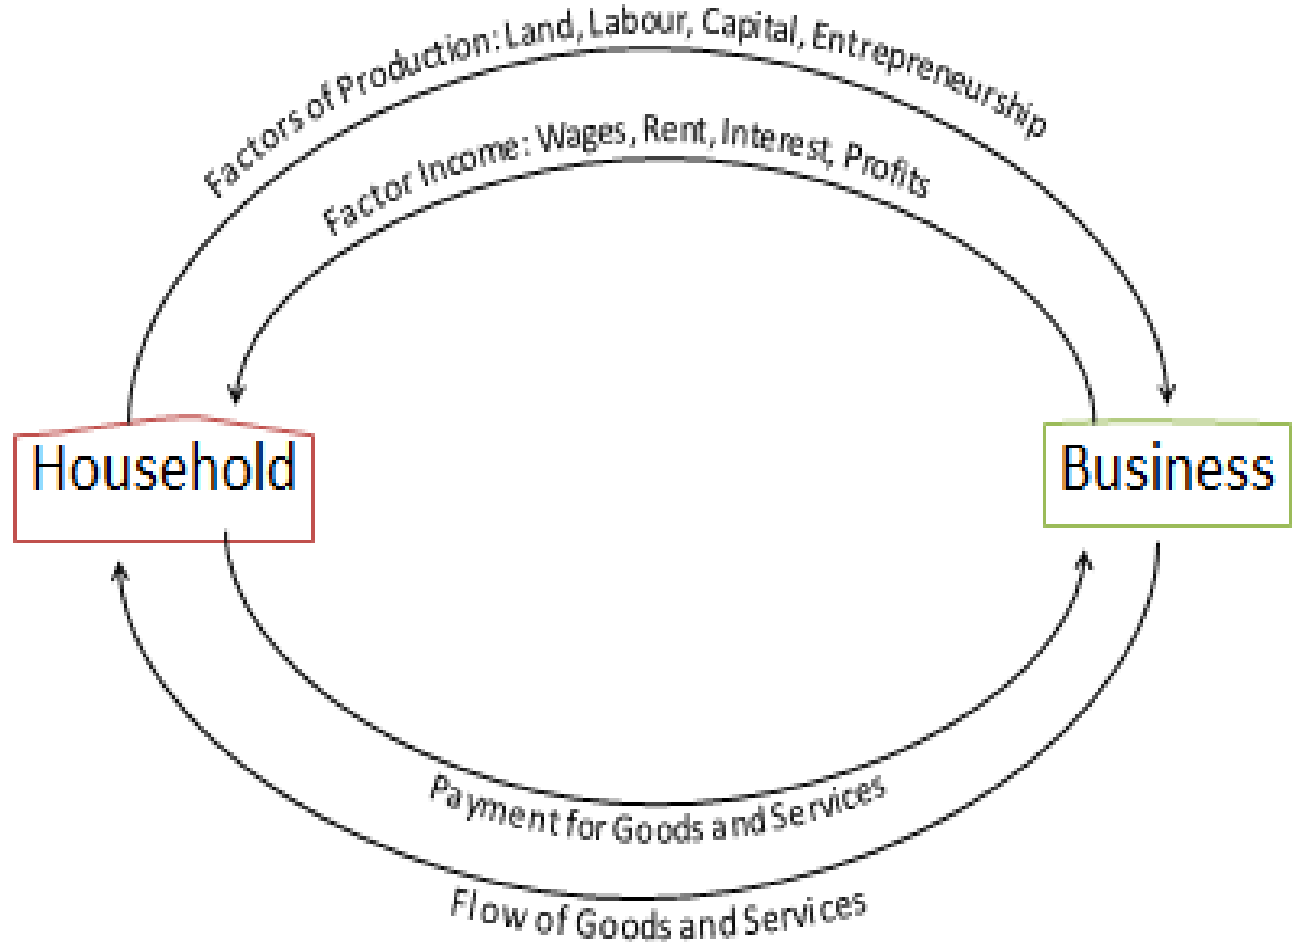 Factors of Production: Land, Labour, Capital, Entrepreneurship
Factor Income: Wages, Rent, Interest, Profits
Household
Business
Payment for Goods and Services
Flow of Goods and Services